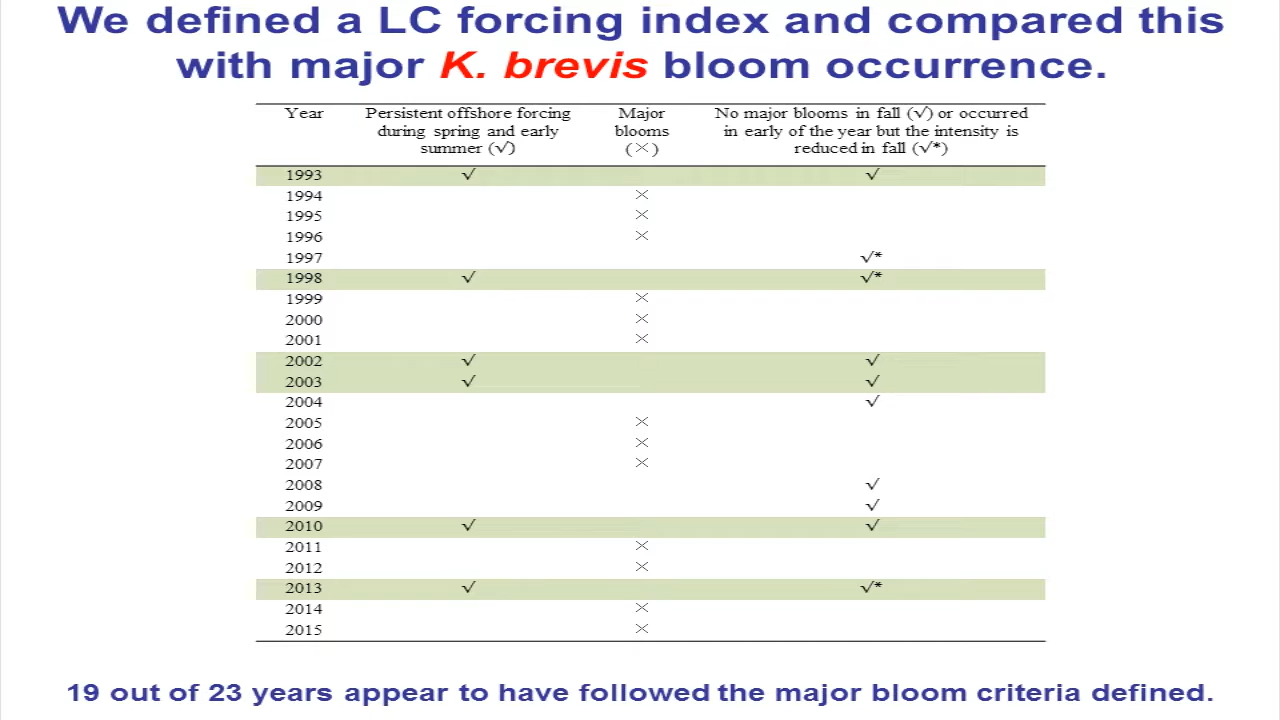 We defined a LC forcing index and compared this
with major K. brevis bloom occurrence.
Year Persistent offshore forcing during spring and early summer (√) Major blooms (×) No major blooms in fall (√) or occurred in early of the year but the intensity is reduced in fall (√*)
1993 √ √
1994 ×
1995 ×
1996 ×
1997 √*
1998 √ √*
1999 ×
2000 ×
2001 ×
2002 √ √
2003 √ √
2004 √
2005 ×
2006 ×
2007 ×
2008 √
2009 √
2010 √ √
2011 ×
2012 ×
2013 √ √*
2014 ×
2015 ×
19 out of 23 years appear to have followed the major bloom criteria defined.